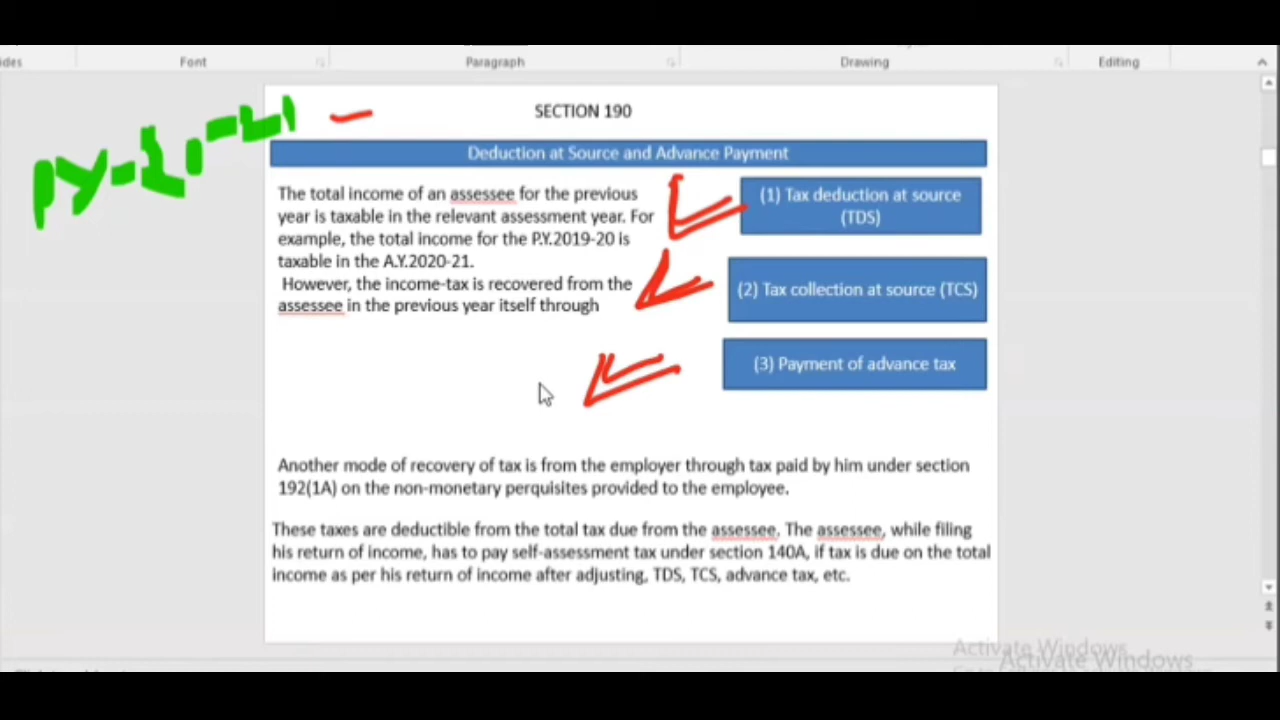 ides
Font
Paragraph
Drawing
Editing
PY-20-21 -
SECTION 190
Deduction at Source and Advance Payment
The total income of an assessee for the previous
year is taxable in the relevant assessment year. For
example, the total income for the P.Y.2019-20 is
taxable in the A.Y.2020-21.
However, the income-tax is recovered from the
assessee in the previous year itself through
(1) Tax deduction at source
(TDS)
(2) Tax collection at source (TCS)
(3) Payment of advance tax
Another mode of recovery of tax is from the employer through tax paid by him under section
192(1A) on the non-monetary perquisites provided to the employee.
These taxes are deductible from the total tax due from the assessee. The assessee, while filing
his return of income, has to pay self-assessment tax under section 140A, if tax is due on the total
income as per his return of income after adjusting, TDS, TCS, advance tax, etc.
Activate Windows
Activate Windows